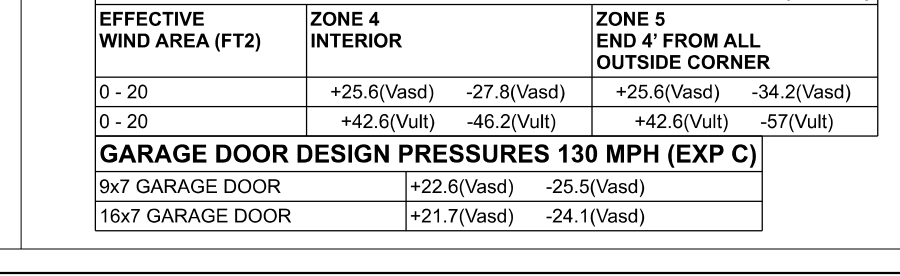 EFFECTIVE WIND AREA (FT2) ZONE 4 INTERIOR ZONE 5 END 4' FROM ALL OUTSIDE CORNER
0 - 20 +25.6(Vasd) -27.8(Vasd) +25.6(Vasd) -34.2(Vasd)
0 - 20 +42.6(Vult) -46.2(Vult) +42.6(Vult) -57(Vult)
GARAGE DOOR DESIGN PRESSURES 130 MPH (EXP C)
9x7 GARAGE DOOR +22.6(Vasd) -25.5(Vasd)
16x7 GARAGE DOOR +21.7(Vasd) -24.1(Vasd)